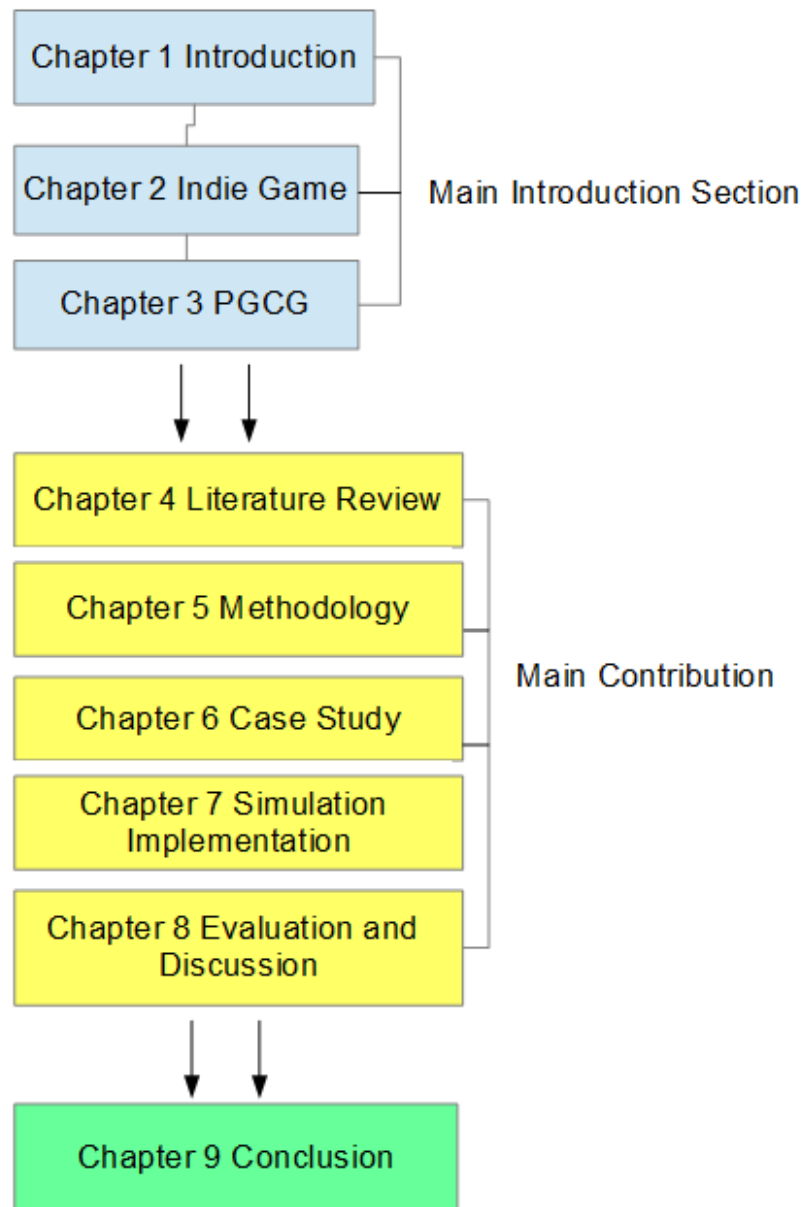 Chapter 1 Introduction
Chapter 2 Indie Game
Main Introduction Section
Chapter 3 PGCG
Chapter 4 Literature Review
Chapter 5 Methodology
Main Contribution
Chapter 6 Case Study
Chapter 7 Simulation
Implementation
Chapter 8 Evaluation and
Discussion
Chapter 9 Conclusion